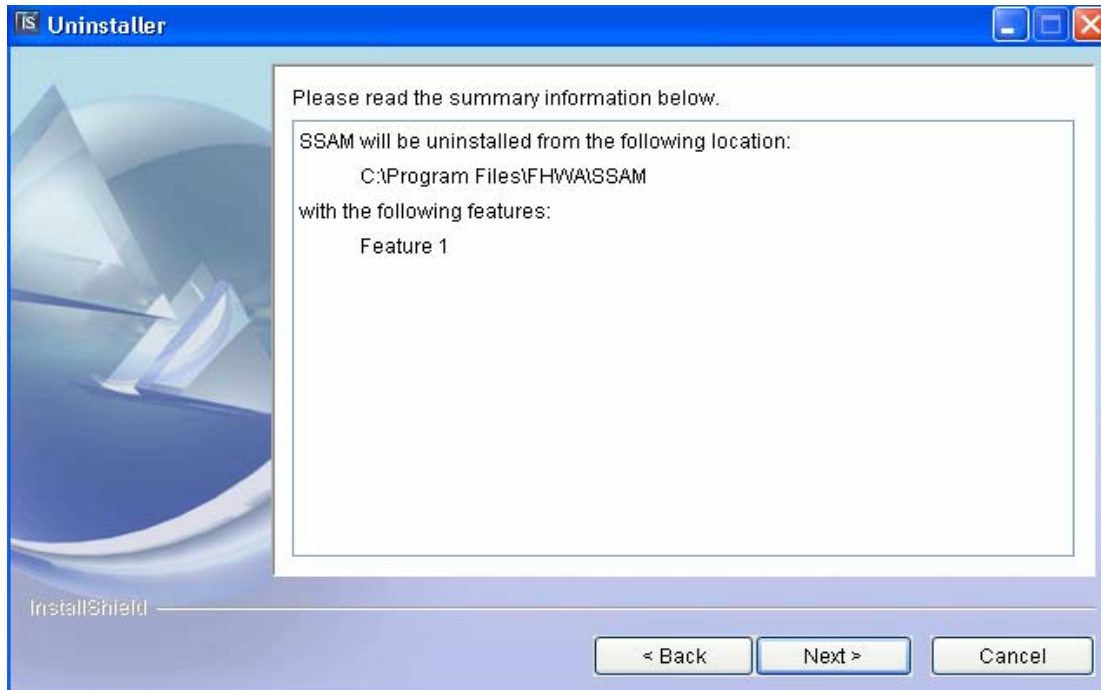 IS Uninstaller
Please read the summary information below.
SSAM will be uninstalled from the following location:
C:\Program Files\FHWA\SSAM
with the following features:
Feature 1
InstallShield
< Back Next > Cancel